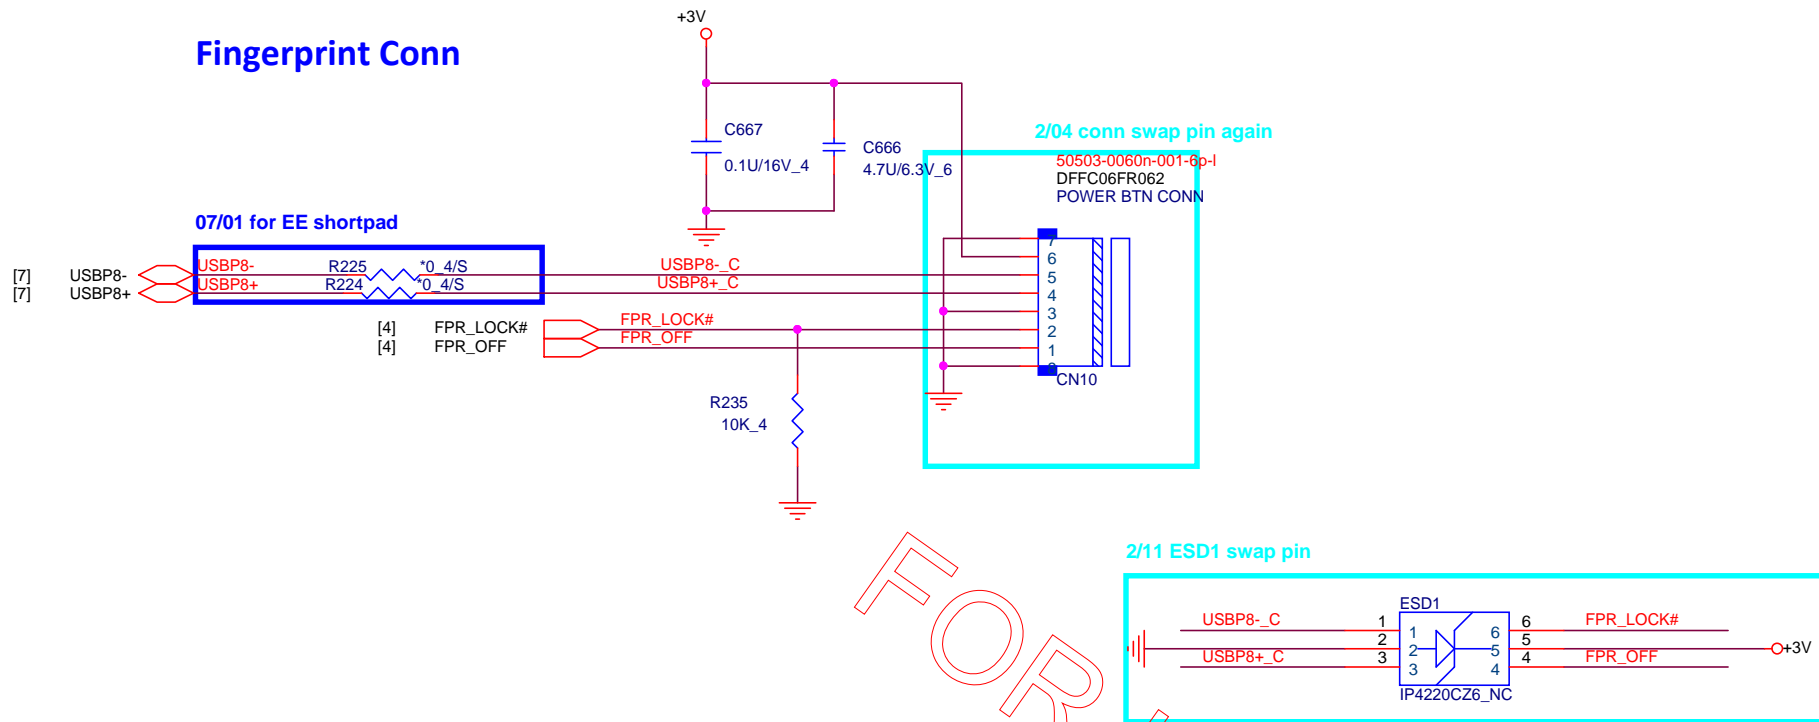 +3V
Fingerprint Conn
C667
0.1U/16V_4
C666
4.7U/6.3V_6
2/04 conn swap pin again
50503-0060n-001-6p-l
DFFC06FR062
POWER BTN CONN
07/01 for EE shortpad
[7] USBP8- USBP8- R225 *0_4/S USBP8-_C
[7] USBP8+ USBP8+ R224 *0_4/S USBP8+_C
[4] FPR_LOCK# FPR_LOCK#
[4] FPR_OFF FPR_OFF
7
6
5
4
3
2
1
8
CN10
R235
10K_4
FOR
2/11 ESD1 swap pin
ESD1
USBP8-_C 1 1 6 6 FPR_LOCK#
2 2 5 5 +3V
USBP8+_C 3 3 4 4 FPR_OFF
IP4220CZ6_NC